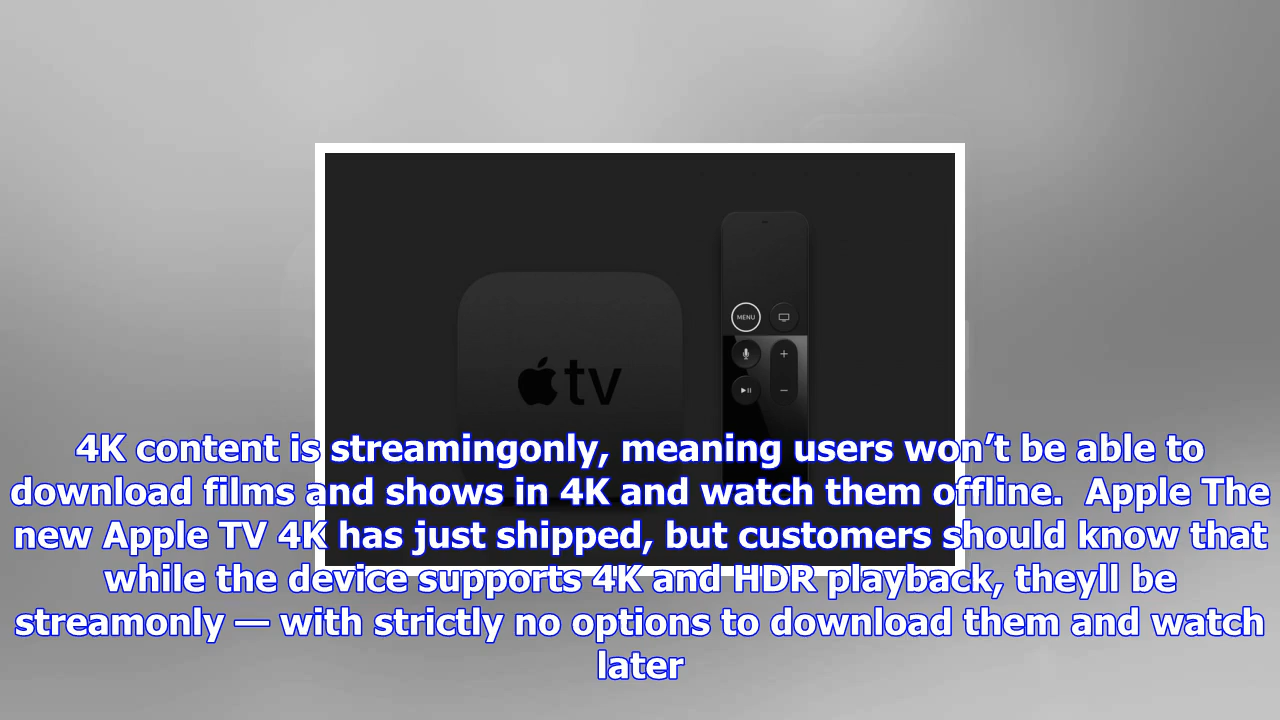 MENU
tv
4K content is streamingonly, meaning users won’t be able to
download films and shows in 4K and watch them offline.  Apple The
new Apple TV 4K has just shipped, but customers should know that
while the device supports 4K and HDR playback, theyll be
streamonly — with strictly no options to download them and watch
later